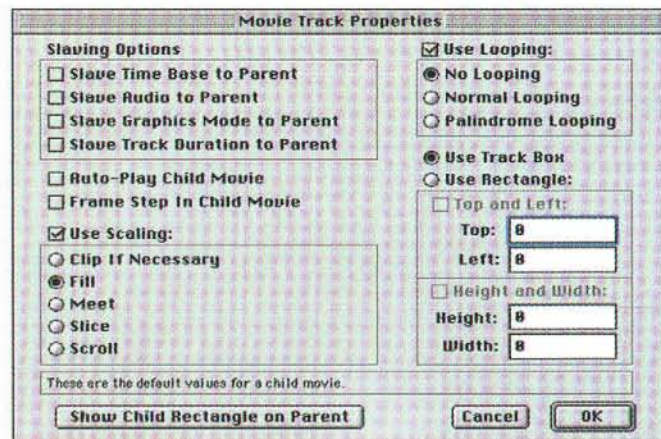 Movie Track Properties
Slaving Options
Slave Time Base to Parent
Slave Audio to Parent
Slave Graphics Mode to Parent
Slave Track Duration to Parent
Auto-Play Child Movie
Frame Step In Child Movie
Use Scaling:
Clip If Necessary
Fill
Meet
Slice
Scroll
Use Looping:
No Looping
Normal Looping
Palindrome Looping
Use Track Box
Use Rectangle:
Top and Left:
Top: 0
Left: 0
Height and Width:
Height: 0
Width: 0
These are the default values for a child movie.
Show Child Rectangle on Parent
Cancel
OK